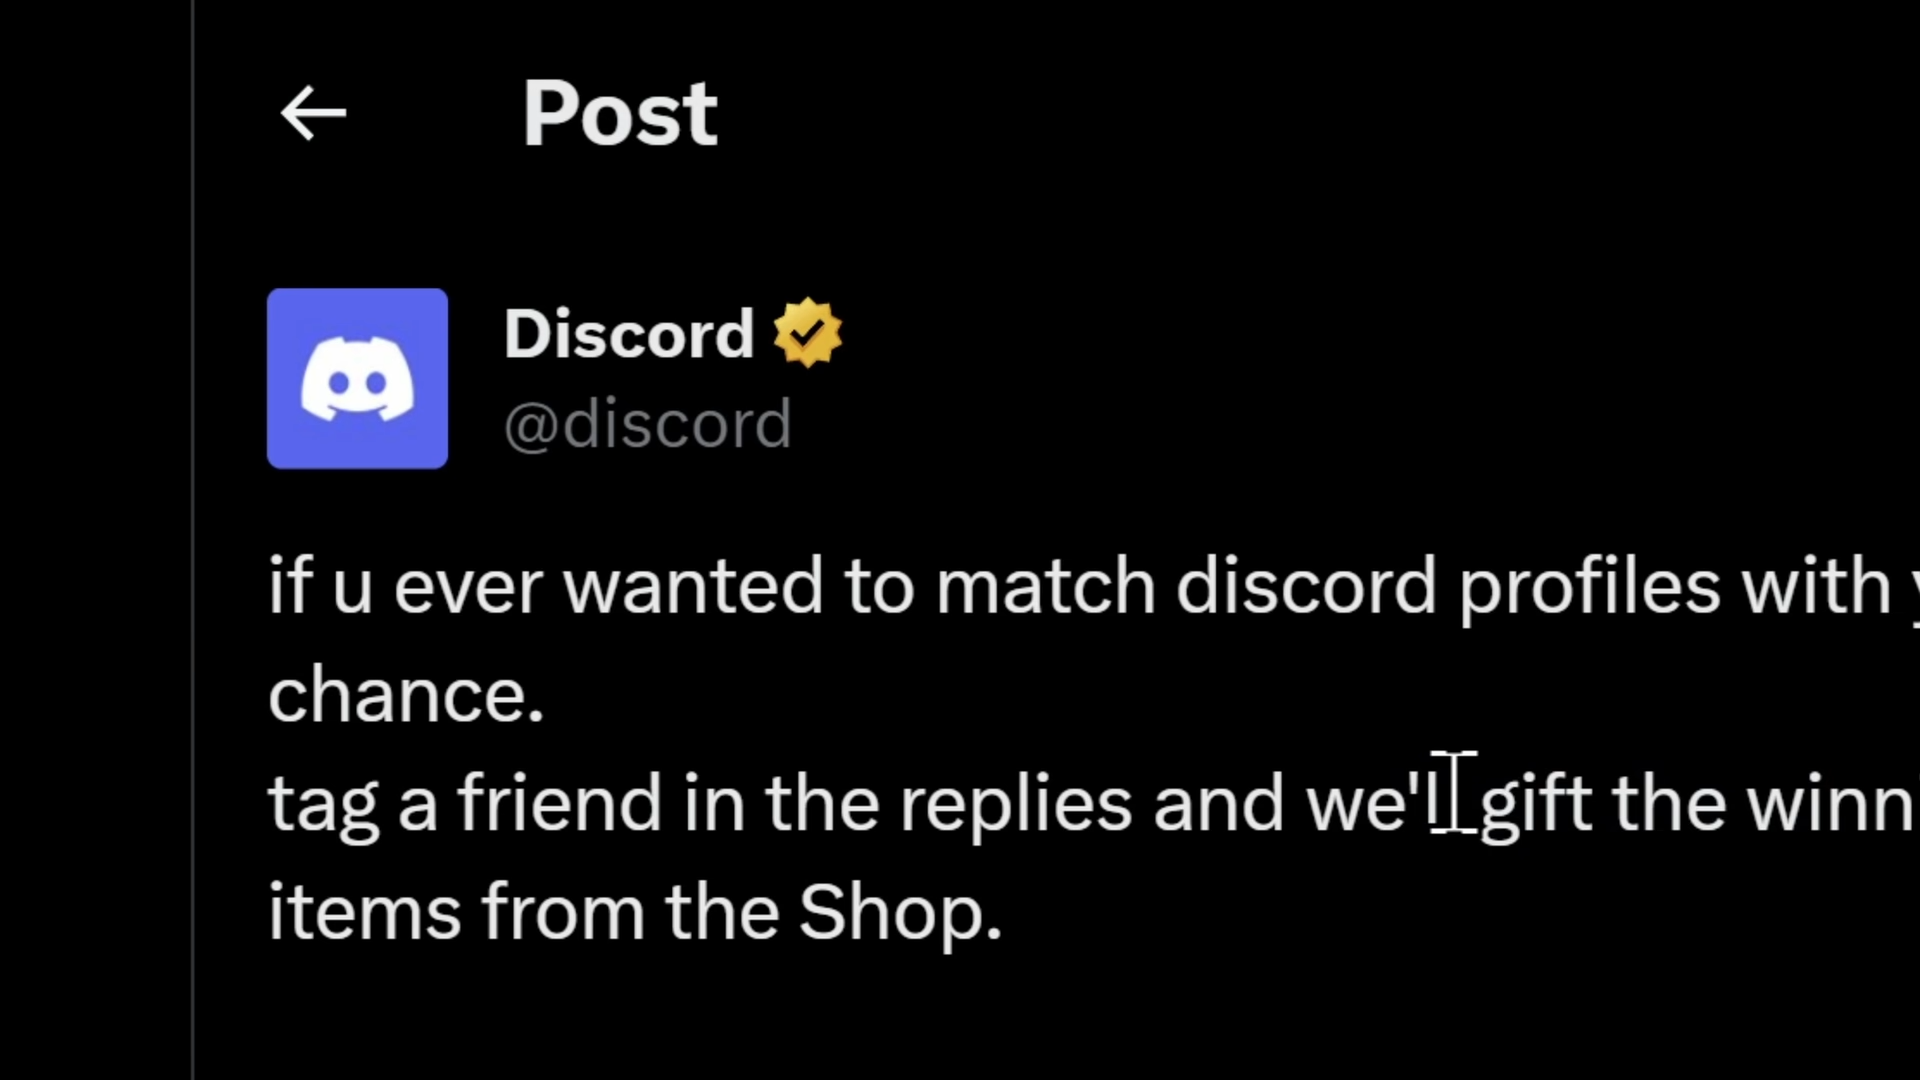 Post
Discord
@discord
if u ever wanted to match discord profiles with
chance.
tag a friend in the replies and we'll gift the
items from the Shop.